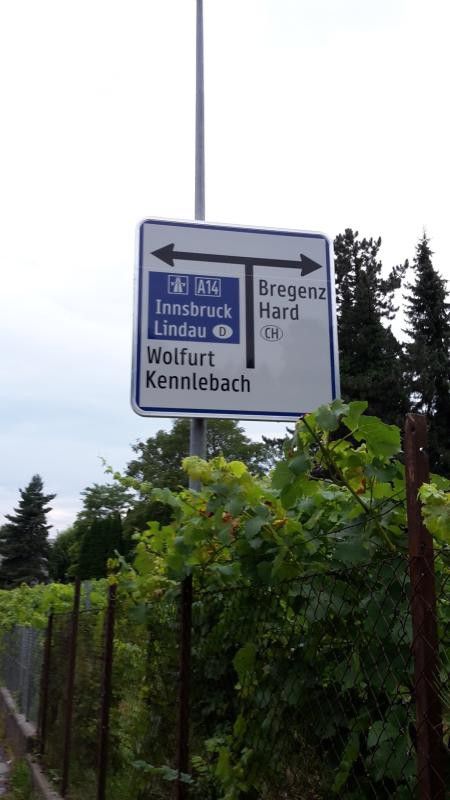 A14
Innsbruck
Lindau D
Wolfurt
Kennlebach
Bregenz
Hard
CH